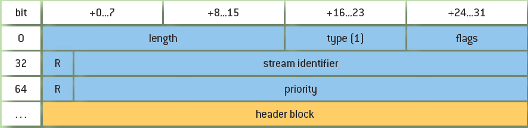 bit +0...7 +8...15 +16...23 +24...31
0 length type (1) flags
32 R stream identifier
64 R priority
... header block